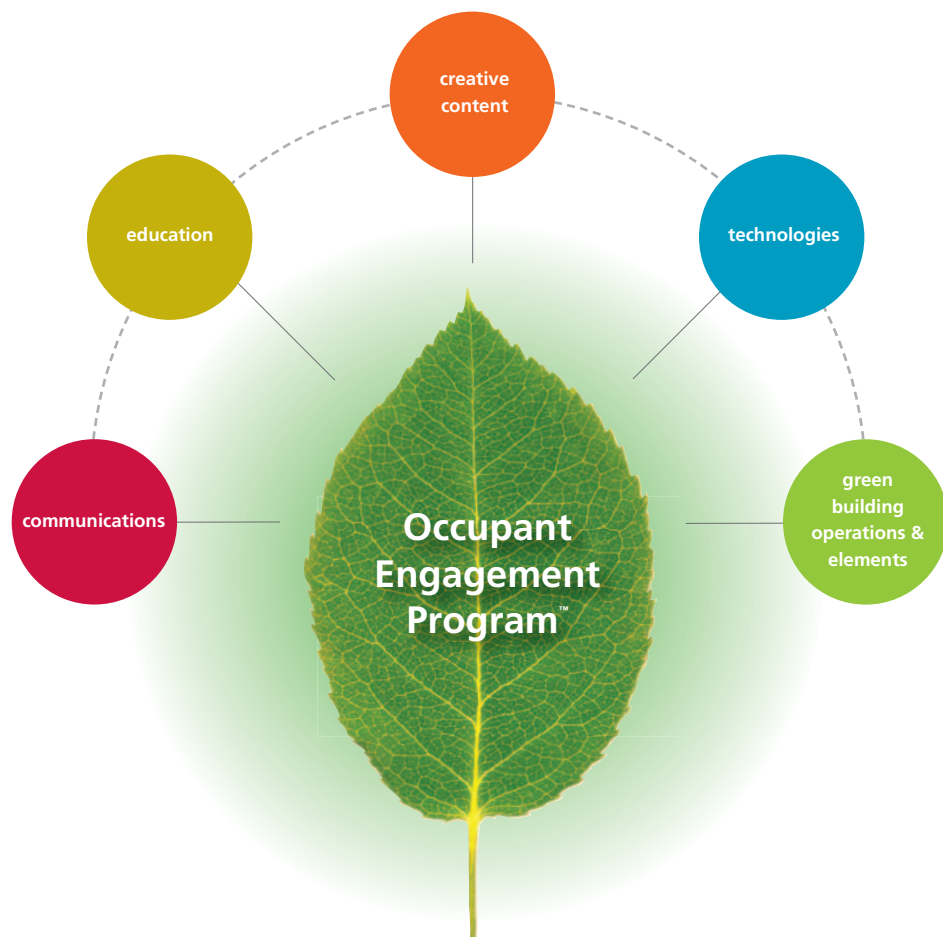 creative
content
education
technologies
communications
green
building
operations &
elements
Occupant
Engagement
Program™